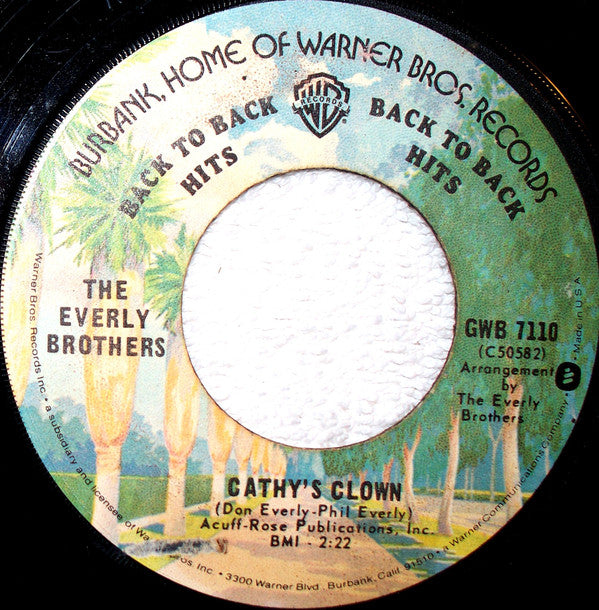 BURBANK, HOME OF WARNER BROS. RECORDS
BACK TO BACK
HITS
WB
RECORDS
BACK TO BACK
HITS
THE
EVERLY
BROTHERS
GWB 7110
(C50582)
Arrangement
by
The Everly
Brothers
CATHY'S CLOWN
(Don Everly-Phil Everly)
Acuff-Rose Publications, Inc.
BMI - 2:22
Warner Bros. Records Inc. • a subsidiary and licensee of Wa os. Inc. • 3300 Warner Blvd., Burbank, Calif. 91510 • a Warner Communications Company • Made in U.S.A.